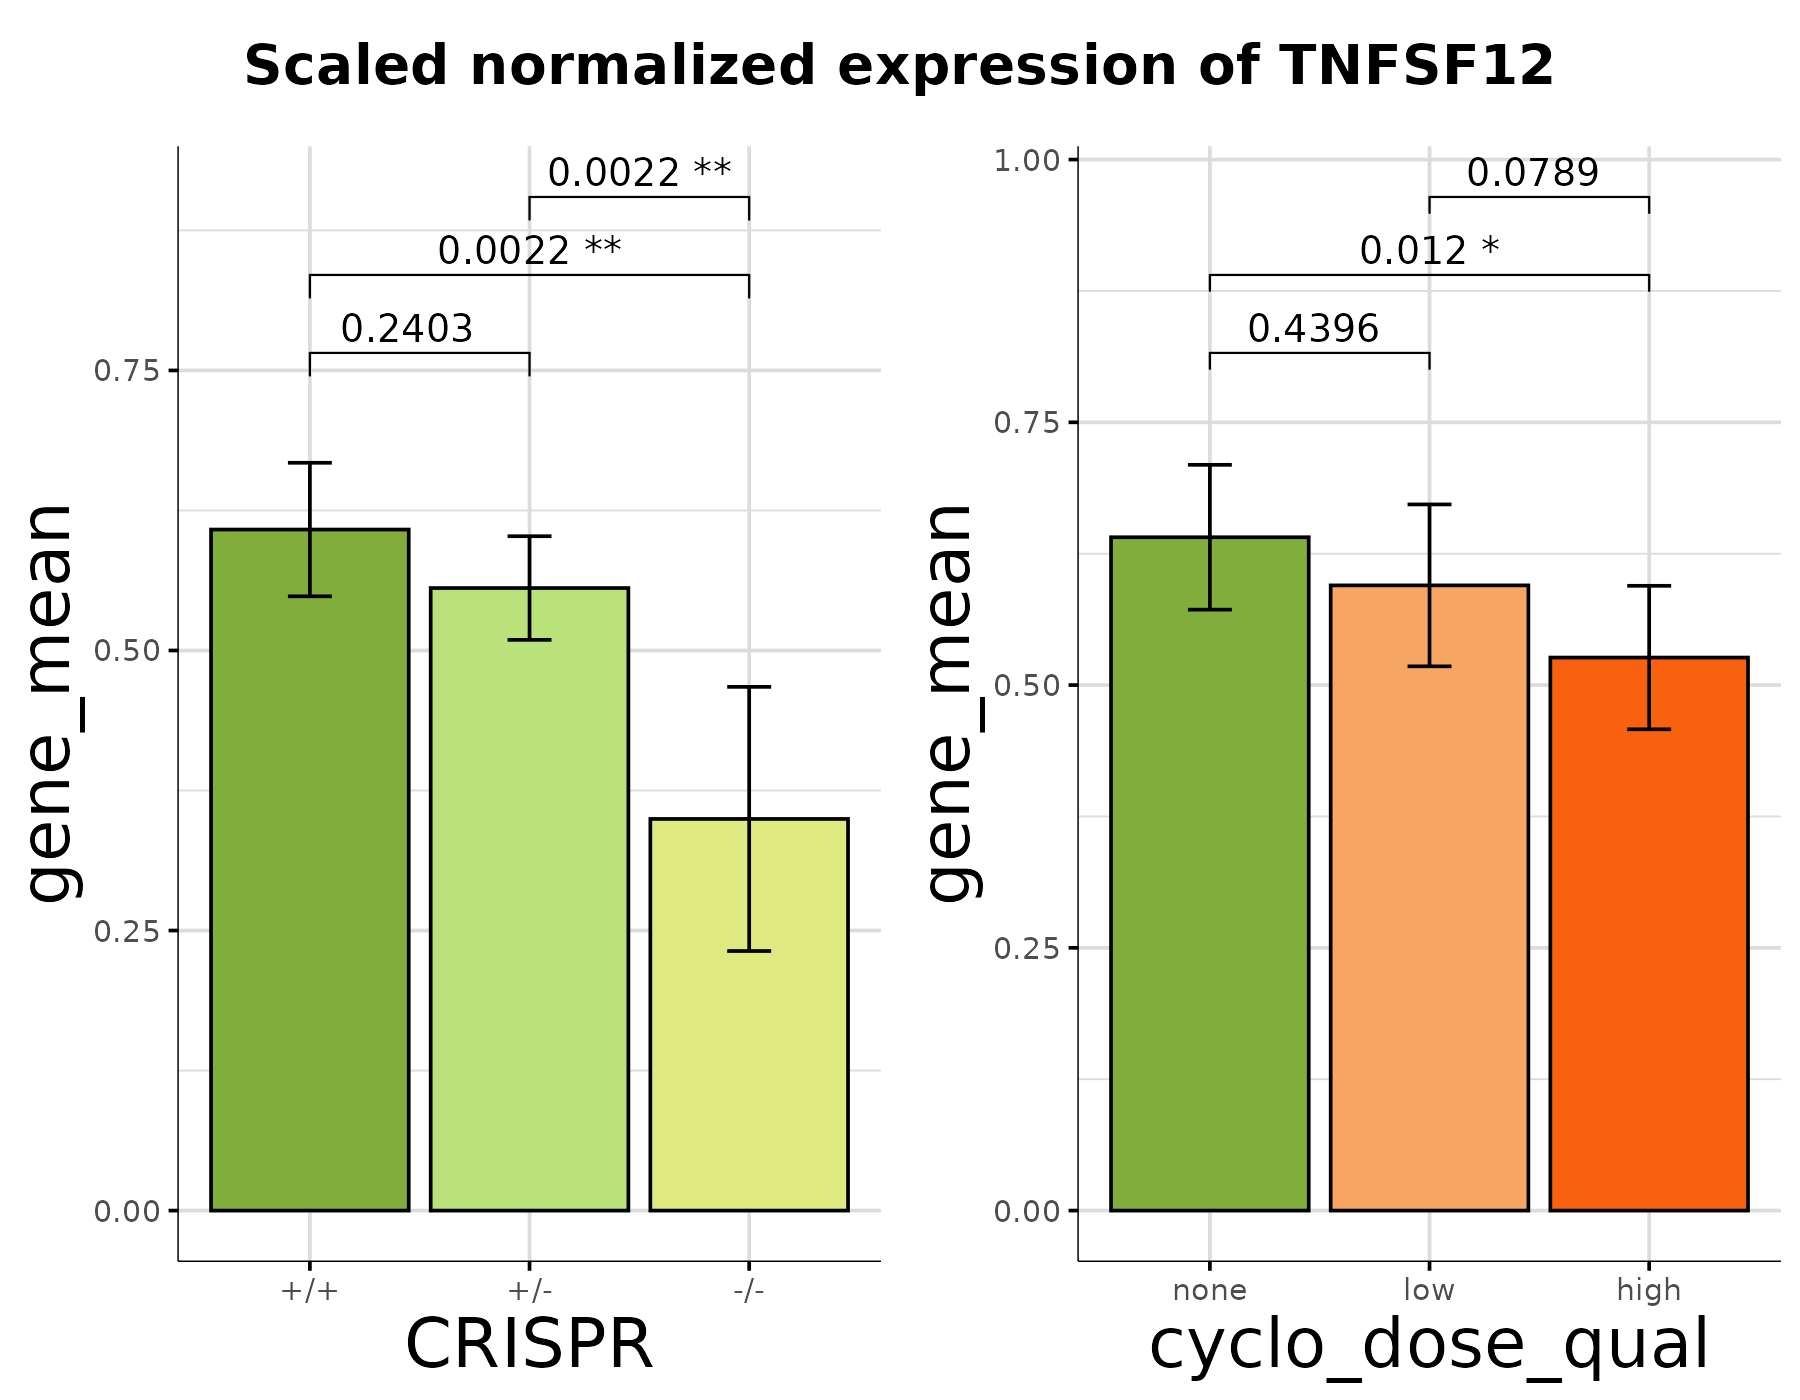 Scaled normalized expression of TNFSF12
gene_mean
0.75
0.50
0.25
0.00
0.0022 **
0.0022 **
0.2403
+/+
+/-
-/-
CRISPR
gene_mean
1.00
0.75
0.50
0.25
0.00
0.0789
0.012 *
0.4396
none
low
high
cyclo_dose_qual